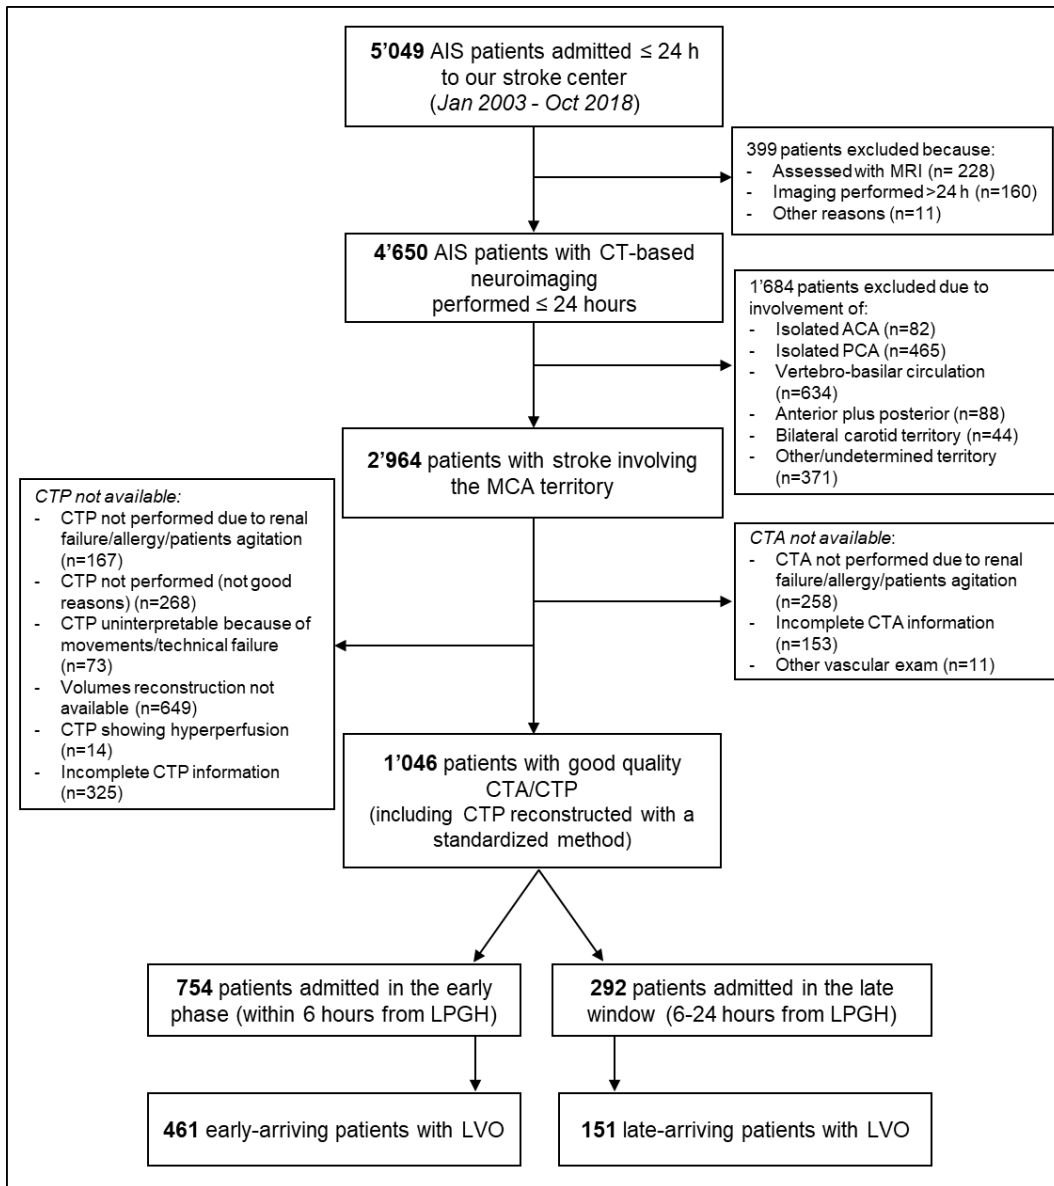 5’049 AIS patients admitted ≤ 24 h
to our stroke center
(Jan 2003 - Oct 2018)
399 patients excluded because:
- Assessed with MRI (n= 228)
- Imaging performed >24 h (n=160)
- Other reasons (n=11)
4’650 AIS patients with CT-based
neuroimaging
performed ≤ 24 hours
1’684 patients excluded due to
involvement of:
- Isolated ACA (n=82)
- Isolated PCA (n=465)
- Vertebro-basilar circulation
(n=634)
- Anterior plus posterior (n=88)
- Bilateral carotid territory (n=44)
- Other/undetermined territory
(n=371)
2’964 patients with stroke involving
the MCA territory
CTP not available:
- CTP not performed due to renal
failure/allergy/patients agitation
(n=167)
- CTP not performed (not good
reasons) (n=268)
- CTP uninterpretable because of
movements/technical failure
(n=73)
- Volumes reconstruction not
available (n=649)
- CTP showing hyperperfusion
(n=14)
- Incomplete CTP information
(n=325)
CTA not available:
- CTA not performed due to renal
failure/allergy/patients agitation
(n=258)
- Incomplete CTA information
(n=153)
- Other vascular exam (n=11)
1’046 patients with good quality
CTA/CTP
(including CTP reconstructed with a
standardized method)
754 patients admitted in the early
phase (within 6 hours from LPGH)
292 patients admitted in the late
window (6-24 hours from LPGH)
461 early-arriving patients with LVO
151 late-arriving patients with LVO